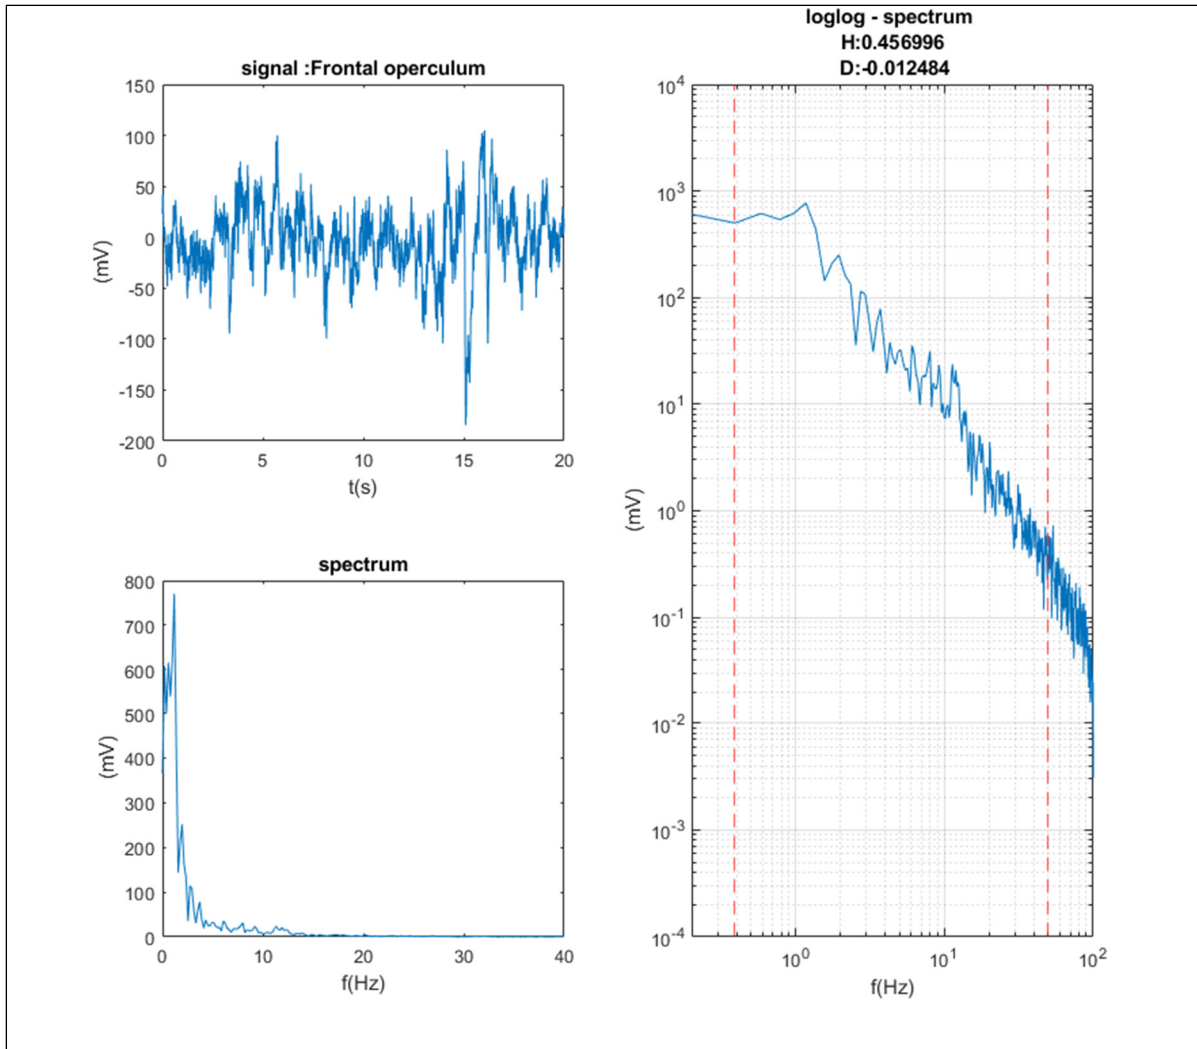 signal :Frontal operculum
150
100
50
0
-50
-100
-150
-200
(mV)
0 5 10 15 20
t(s)
spectrum
800
700
600
500
400
300
200
100
0
(mV)
0 10 20 30 40
f(Hz)
loglog - spectrum
H:0.456996
D:-0.012484
10^4
10^3
10^2
10^1
10^0
10^-1
10^-2
10^-3
10^-4
(mV)
10^0 10^1 10^2
f(Hz)